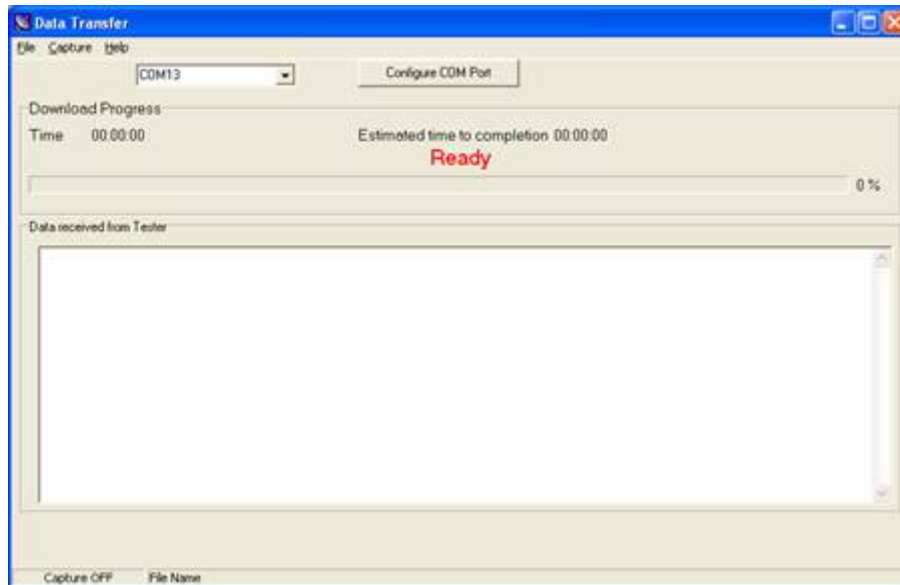 Data Transfer
File Capture Help
COM13 Configure COM Port
Download Progress
Time 00:00:00 Estimated time to completion 00:00:00
Ready
0 %
Data received from Tester
Capture OFF File Name